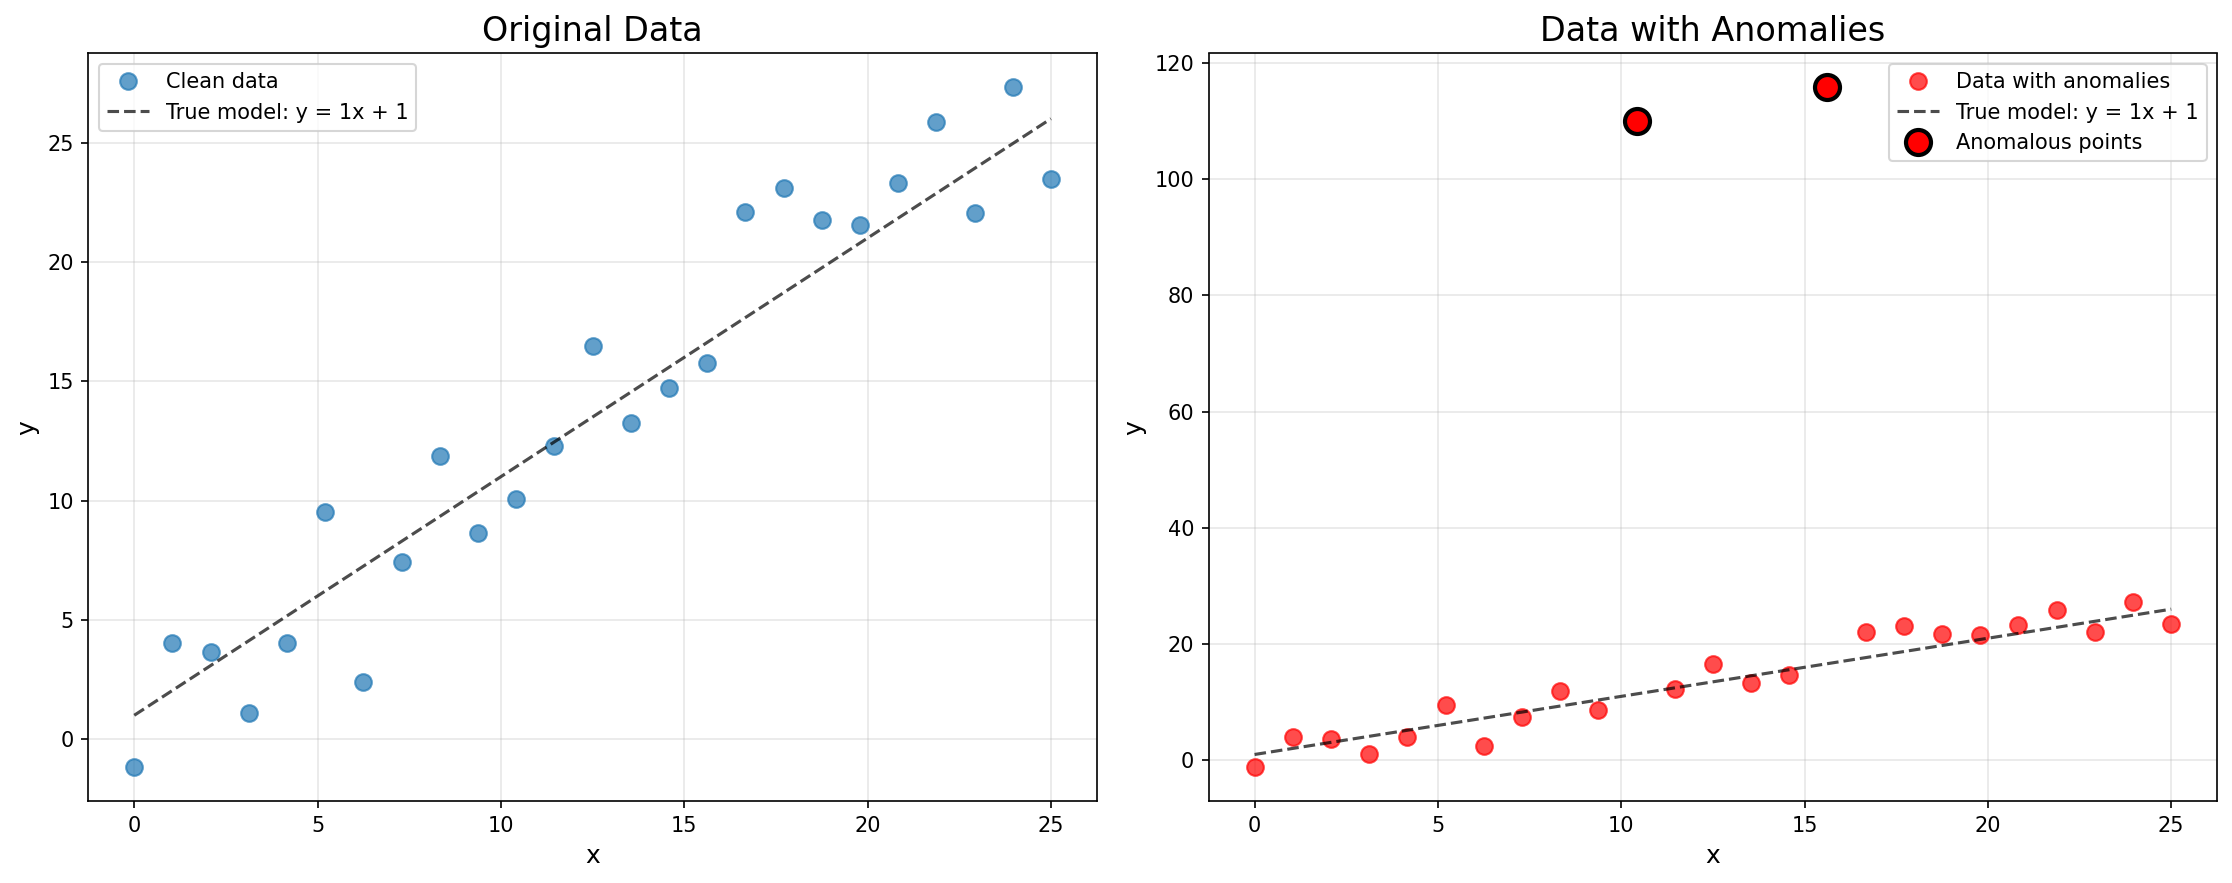 Original Data
Clean data
True model: y = 1x + 1
25
20
15
10
5
0
y
0
5
10
15
20
25
x
Data with Anomalies
Data with anomalies
True model: y = 1x + 1
Anomalous points
120
100
80
60
40
20
0
y
0
5
10
15
20
25
x